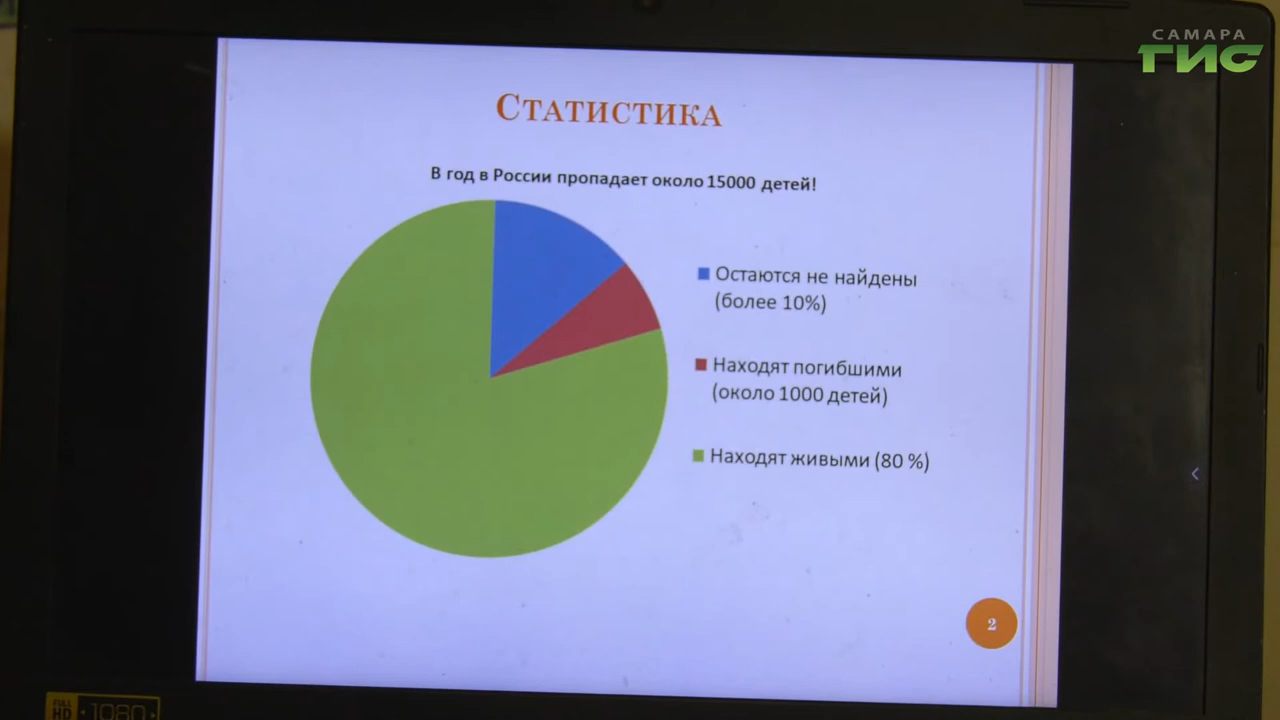 САМАРА
ГИС
СТАТИСТИКА
В год в России пропадает около 15000 детей!
Остаются не найдены
(более 10%)
Находят погибшими
(около 1000 детей)
Находят живыми (80 %)
2
FULL
HD
1080